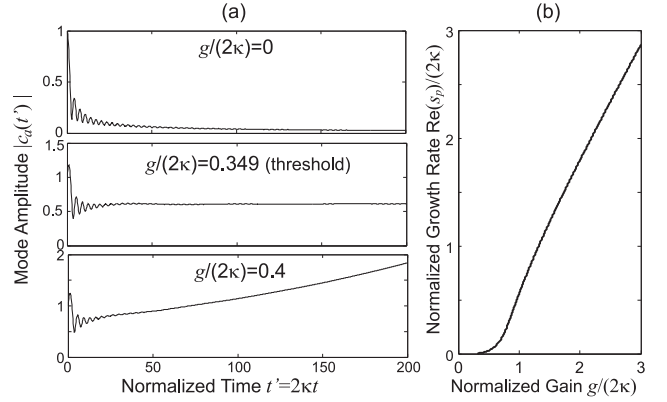 (a)
(b)
Mode Amplitude |c_a(t')|
1
0.5
0
g/(2κ)=0
1.5
1
0.5
0
g/(2κ)=0.349 (threshold)
2
1
0
g/(2κ)=0.4
0 50 100 150 200
Normalized Time t'=2κt
Normalized Growth Rate Re(s_p)/(2κ)
3
2
1
0
0 1 2 3
Normalized Gain g/(2κ)